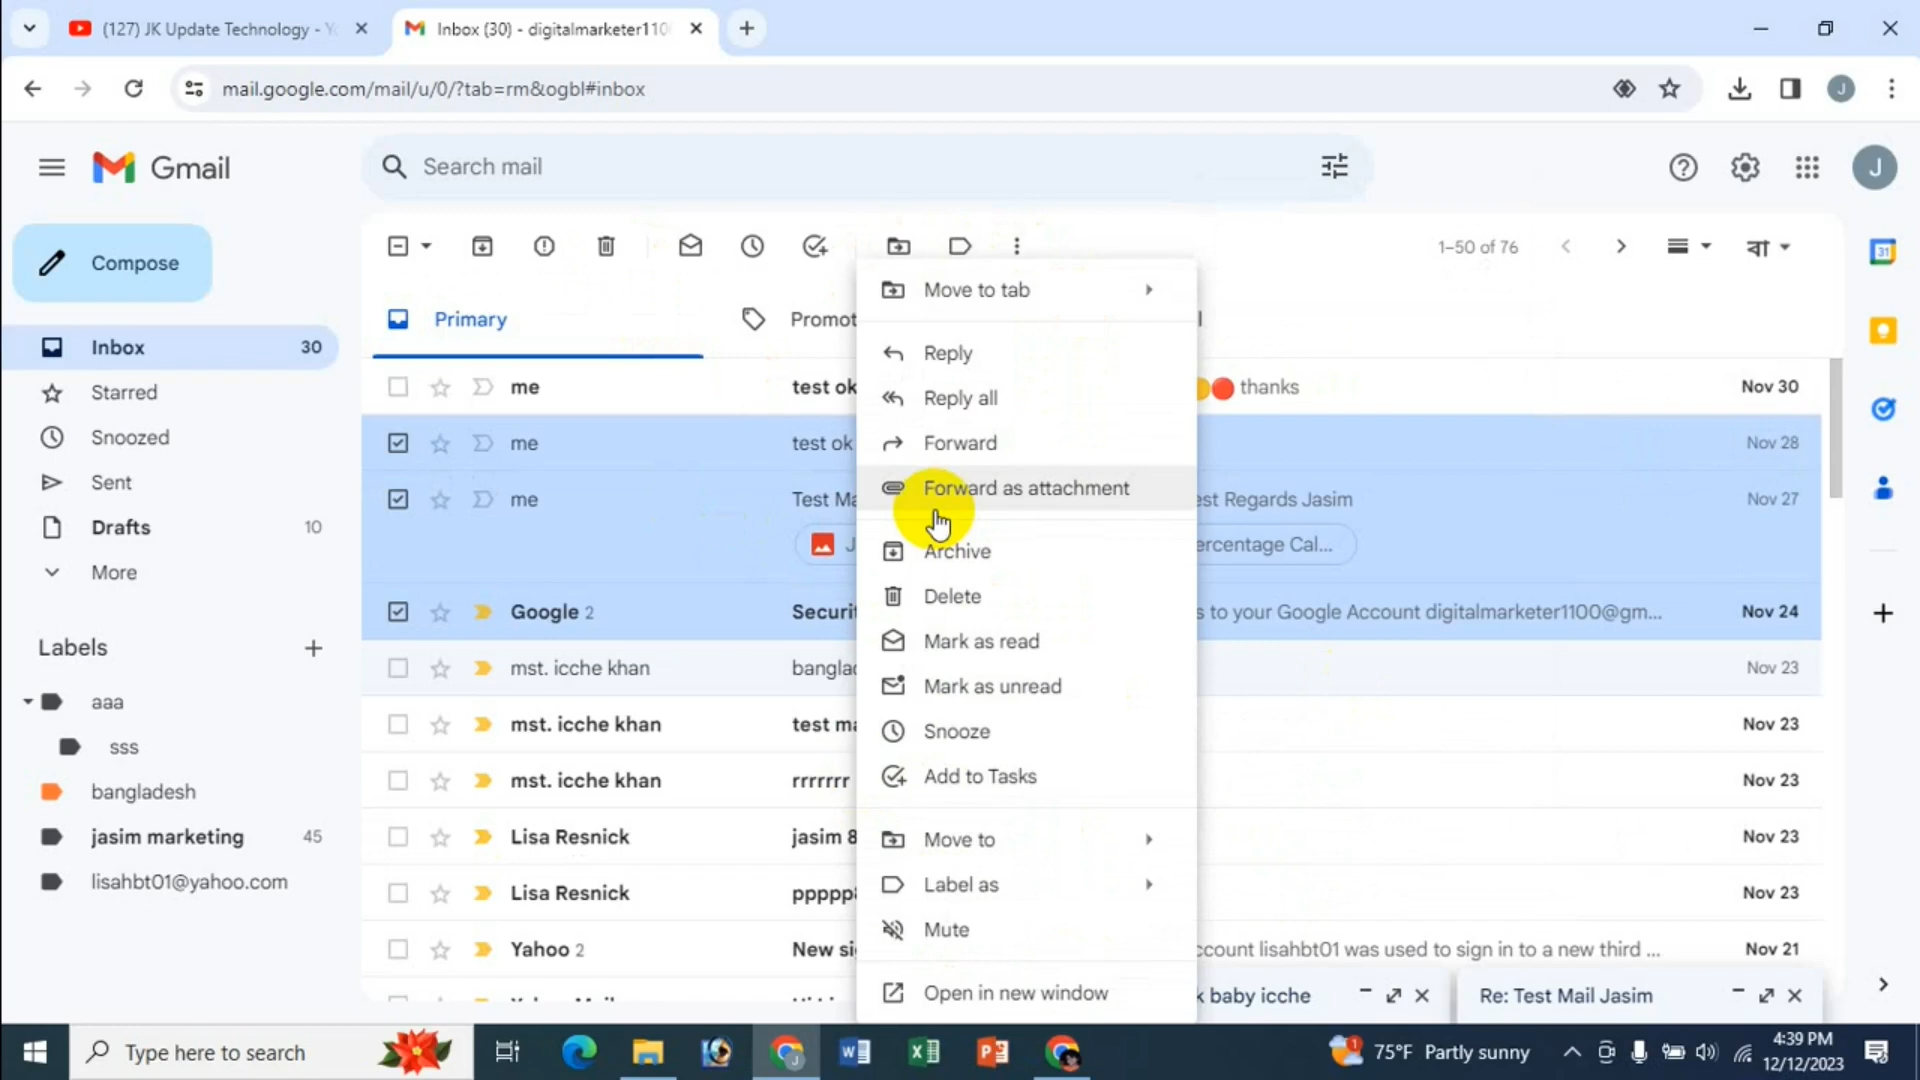 (127) JK Update Technology - Y
Inbox (30) - digitalmarketer110
mail.google.com/mail/u/0/?tab=rm&ogbl#inbox
J
Gmail
Search mail
J
Compose
1–50 of 76
বা
31
Primary
Promot
l
Inbox 30
Starred
Snoozed
Sent
Drafts 10
More
Labels
aaa
sss
bangladesh
jasim marketing 45
lisahbt01@yahoo.com
me test ok thanks Nov 30
me test ok Nov 28
me Test Ma est Regards Jasim Nov 27
J ercentage Cal...
Google 2 Securit s to your Google Account digitalmarketer1100@gm... Nov 24
mst. icche khan banglad Nov 23
mst. icche khan test ma Nov 23
mst. icche khan rrrrrrr Nov 23
Lisa Resnick jasim 8 Nov 23
Lisa Resnick ppppp8 Nov 23
Yahoo 2 New si ccount lisahbt01 was used to sign in to a new third ... Nov 21
Move to tab
Reply
Reply all
Forward
Forward as attachment
Archive
Delete
Mark as read
Mark as unread
Snooze
Add to Tasks
Move to
Label as
Mute
Open in new window
k baby icche
Re: Test Mail Jasim
Type here to search
75°F Partly sunny
4:39 PM
12/12/2023